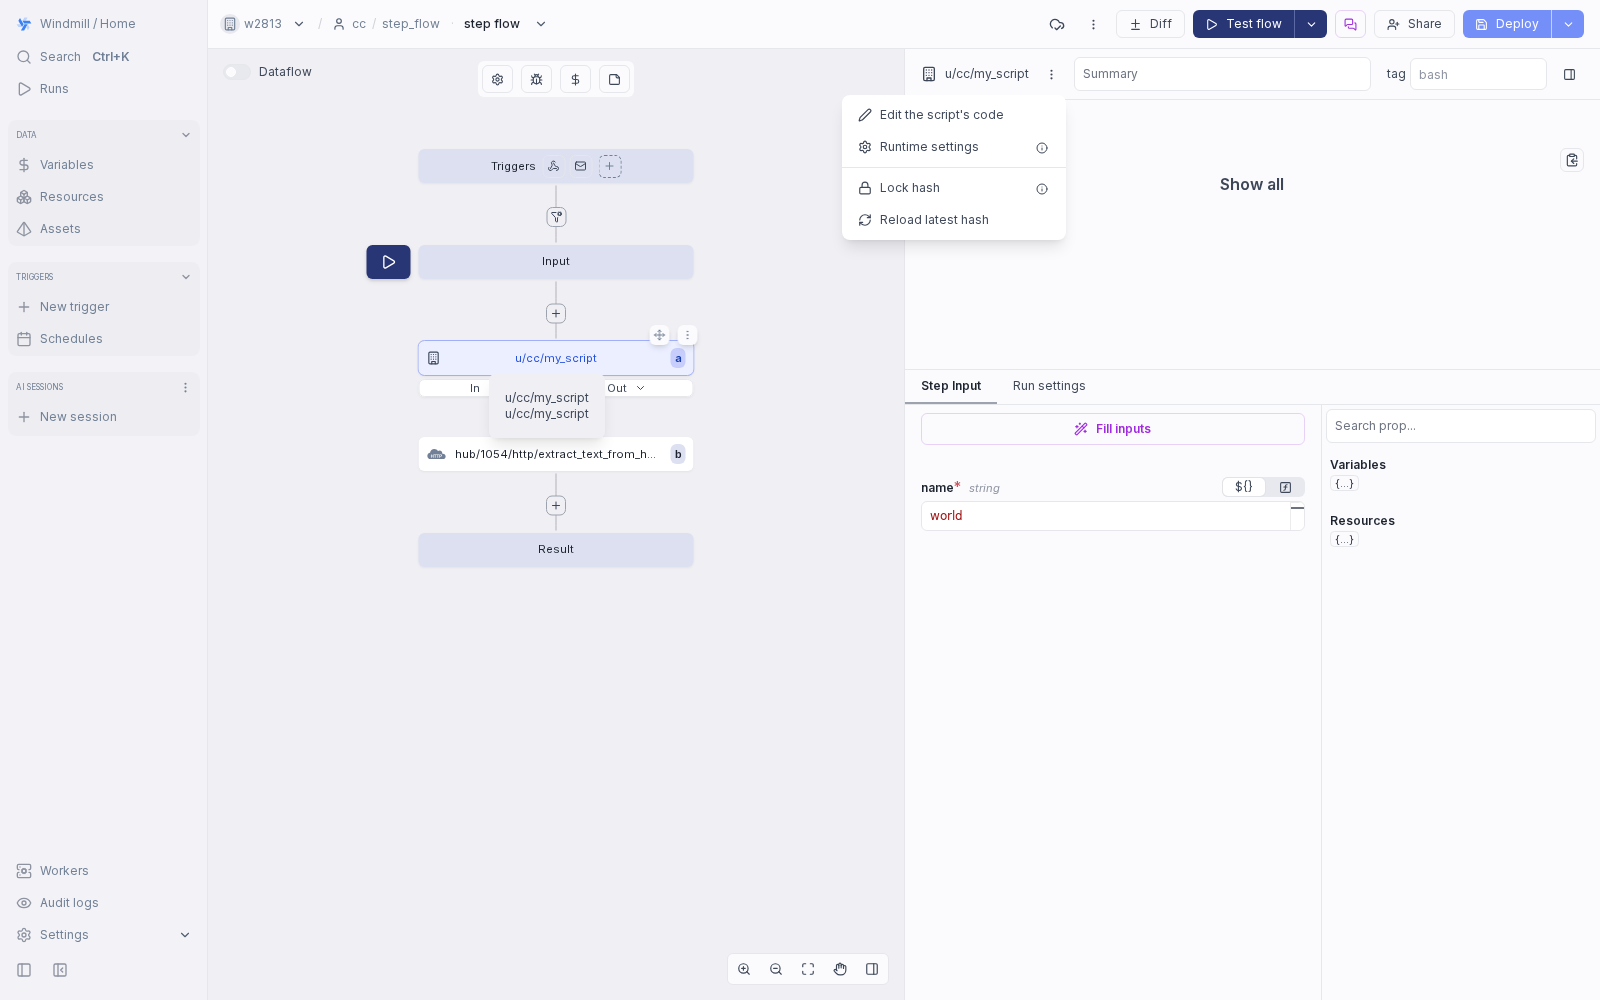 Windmill / Home
Search Ctrl+K
Runs
DATA
Variables
Resources
Assets
TRIGGERS
New trigger
Schedules
AI SESSIONS
New session
Workers
Audit logs
Settings
w2813 / cc / step_flow · step flow
Diff
Test flow
Share
Deploy
Dataflow
Triggers
Input
u/cc/my_script
a
In
Out
u/cc/my_script
u/cc/my_script
hub/1054/http/extract_text_from_h...
b
Result
u/cc/my_script
Summary
tag
bash
Edit the script's code
Runtime settings
Lock hash
Reload latest hash
Show all
Step Input
Run settings
Fill inputs
name* string
${}
world
Search prop...
Variables
{...}
Resources
{...}